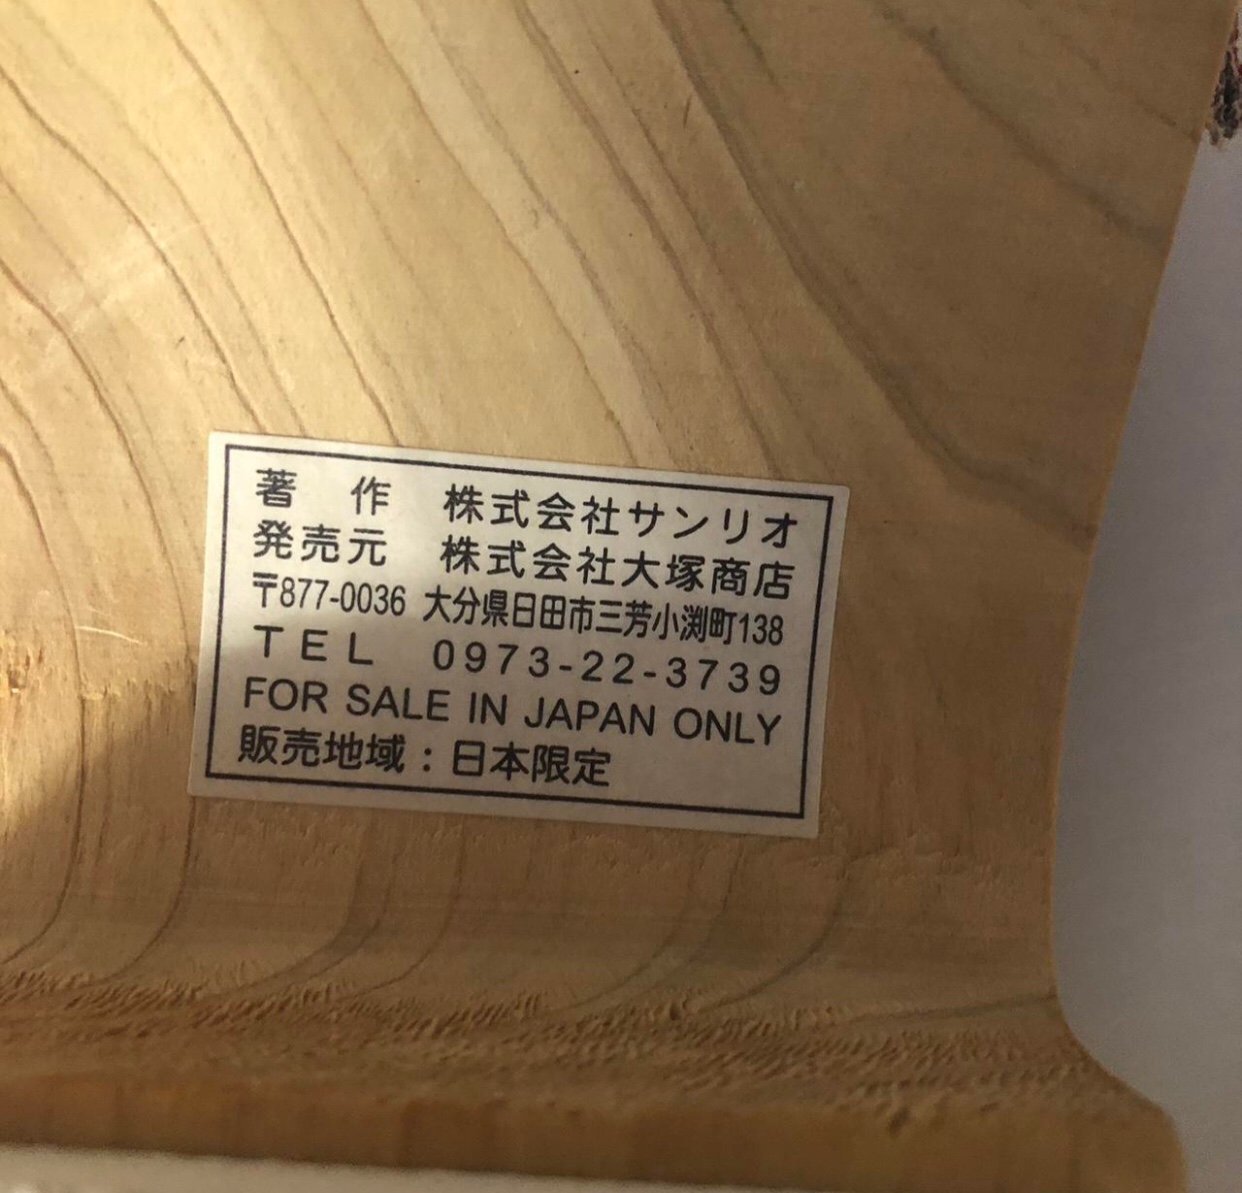 著　作　株式会社サンリオ
発売元　株式会社大塚商店
〒877-0036 大分県日田市三芳小渕町138
ＴＥＬ　0973-22-3739
FOR SALE IN JAPAN ONLY
販売地域：日本限定